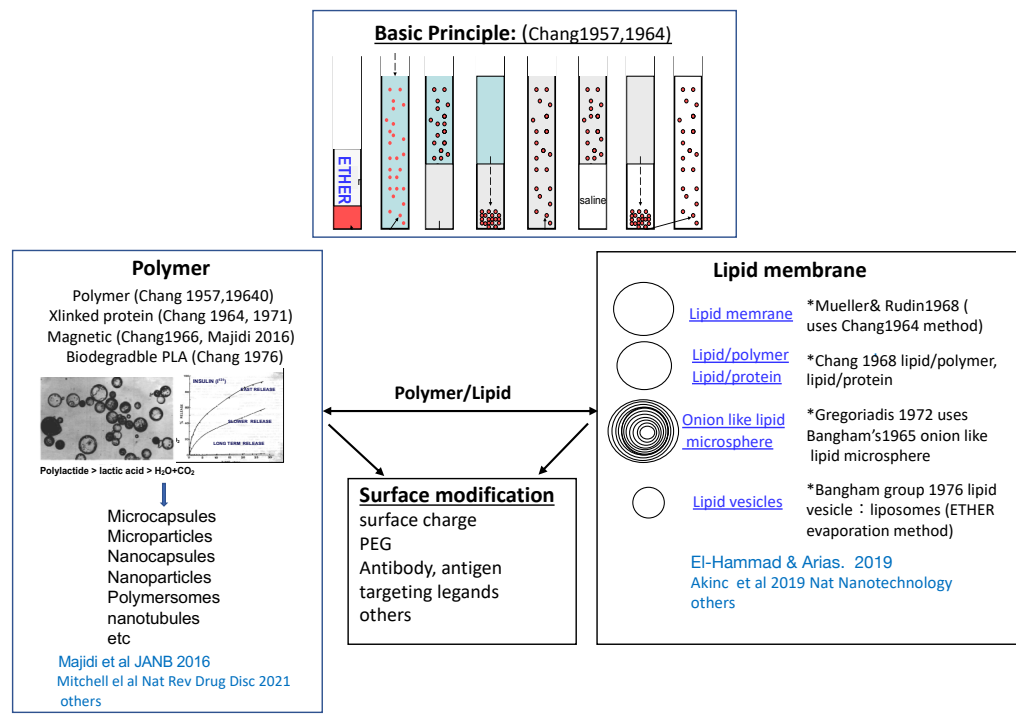 Basic Principle: (Chang1957,1964)
ETHER
saline
Polymer
Polymer (Chang 1957,19640)
Xlinked protein (Chang 1964, 1971)
Magnetic (Chang1966, Majidi 2016)
Biodegradble PLA (Chang 1976)
INSULIN
FAST RELEASE
SLOWER RELEASE
LONG TERM RELEASE
Polylactide > lactic acid > H₂O+CO₂
Microcapsules
Microparticles
Nanocapsules
Nanoparticles
Polymersomes
nanotubules
etc
Majidi et al JANB 2016
Mitchell el al Nat Rev Drug Disc 2021
others
Polymer/Lipid
Surface modification
surface charge
PEG
Antibody, antigen
targeting legands
others
Lipid membrane
Lipid memrane
*Mueller& Rudin1968 (
uses Chang1964 method)
Lipid/polymer
Lipid/protein
*Chang 1968 lipid/polymer,
lipid/protein
Onion like lipid
microsphere
*Gregoriadis 1972 uses
Bangham's1965 onion like
lipid microsphere
Lipid vesicles
*Bangham group 1976 lipid
vesicle：liposomes (ETHER
evaporation method)
El-Hammad & Arias. 2019
Akinc et al 2019 Nat Nanotechnology
others